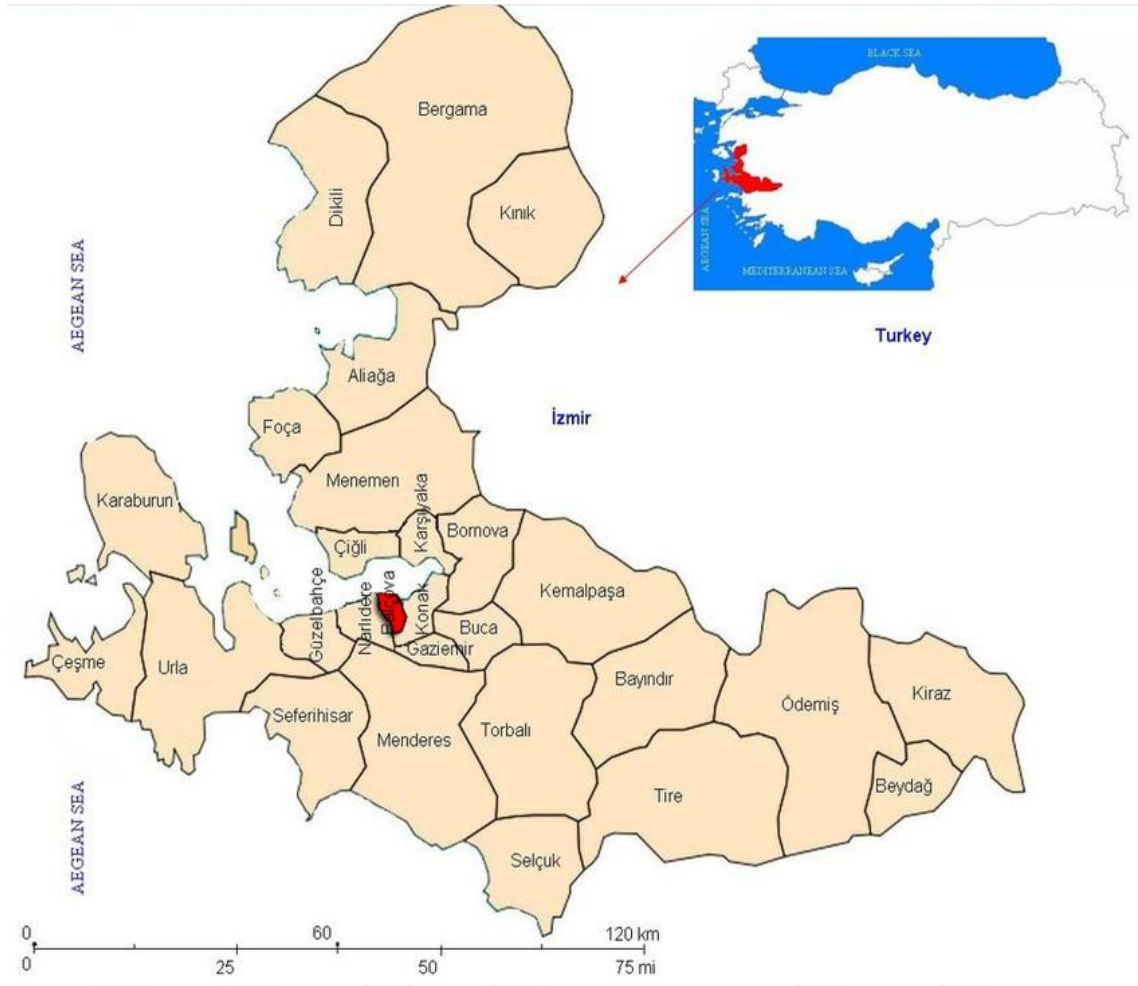 BLACK SEA
Bergama
Dikili
Kınık
AEGEAN SEA
MEDITERRANEAN SEA
AEGEAN SEA
Turkey
Aliağa
İzmir
Foça
Menemen
Karaburun
Karşıyaka
Bornova
Çiğli
Kemalpaşa
Güzelbahçe
Narlıdere
Balçova
Konak
Buca
Gaziemir
Çeşme
Urla
Bayındır
Kiraz
Ödemiş
Seferihisar
Menderes
Torbalı
Beydağ
Tire
AEGEAN SEA
Selçuk
0 60 120 km
0 25 50 75 mi